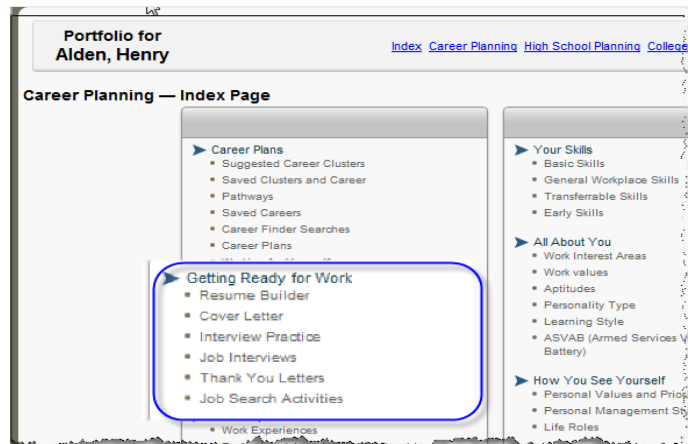 Portfolio for
Alden, Henry
Index Career Planning High School Planning College
Career Planning — Index Page
Career Plans
Suggested Career Clusters
Saved Clusters and Career
Pathways
Saved Careers
Career Finder Searches
Career Plans
Getting Ready for Work
Resume Builder
Cover Letter
Interview Practice
Job Interviews
Thank You Letters
Job Search Activities
Work Experiences
Your Skills
Basic Skills
General Workplace Skills
Transferrable Skills
Early Skills
All About You
Work Interest Areas
Work values
Aptitudes
Personality Type
Learning Style
ASVAB (Armed Services
Battery)
How You See Yourself
Personal Values and
Personal Management
Life Roles